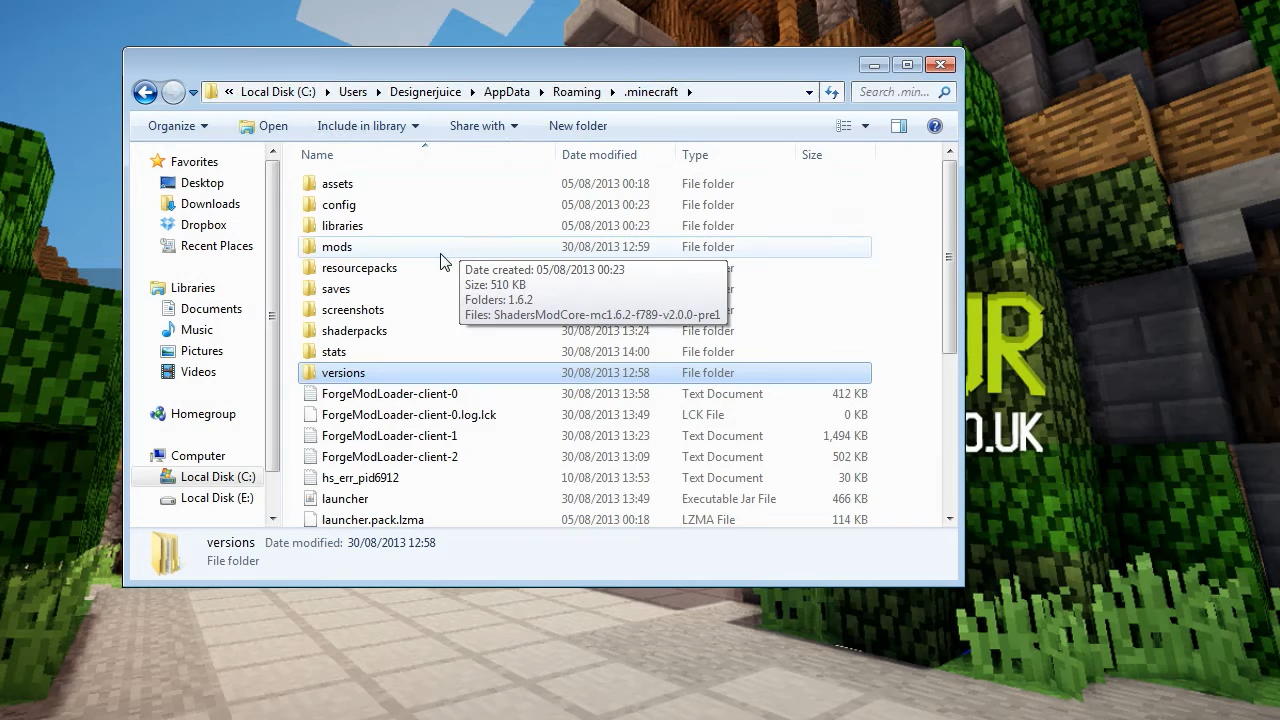 « Local Disk (C:) ▸ Users ▸ Designerjuice ▸ AppData ▸ Roaming ▸ .minecraft ▸
Search .min...
Organize Open Include in library Share with New folder
Name Date modified Type Size
Favorites
Desktop
Downloads
Dropbox
Recent Places
Libraries
Documents
Music
Pictures
Videos
Homegroup
Computer
Local Disk (C:)
Local Disk (E:)
assets 05/08/2013 00:18 File folder
config 05/08/2013 00:23 File folder
libraries 05/08/2013 00:23 File folder
mods 30/08/2013 12:59 File folder
resourcepacks
saves
screenshots
shaderpacks 30/08/2013 13:24 File folder
stats 30/08/2013 14:00 File folder
versions 30/08/2013 12:58 File folder
ForgeModLoader-client-0 30/08/2013 13:58 Text Document 412 KB
ForgeModLoader-client-0.log.lck 30/08/2013 13:49 LCK File 0 KB
ForgeModLoader-client-1 30/08/2013 13:23 Text Document 1,494 KB
ForgeModLoader-client-2 30/08/2013 13:09 Text Document 502 KB
hs_err_pid6912 10/08/2013 13:53 Text Document 30 KB
launcher 30/08/2013 13:49 Executable Jar File 466 KB
launcher.pack.lzma 05/08/2013 00:18 LZMA File 114 KB
Date created: 05/08/2013 00:23
Size: 510 KB
Folders: 1.6.2
Files: ShadersModCore-mc1.6.2-f789-v2.0.0-pre1
versions Date modified: 30/08/2013 12:58
File folder
UR
O.UK